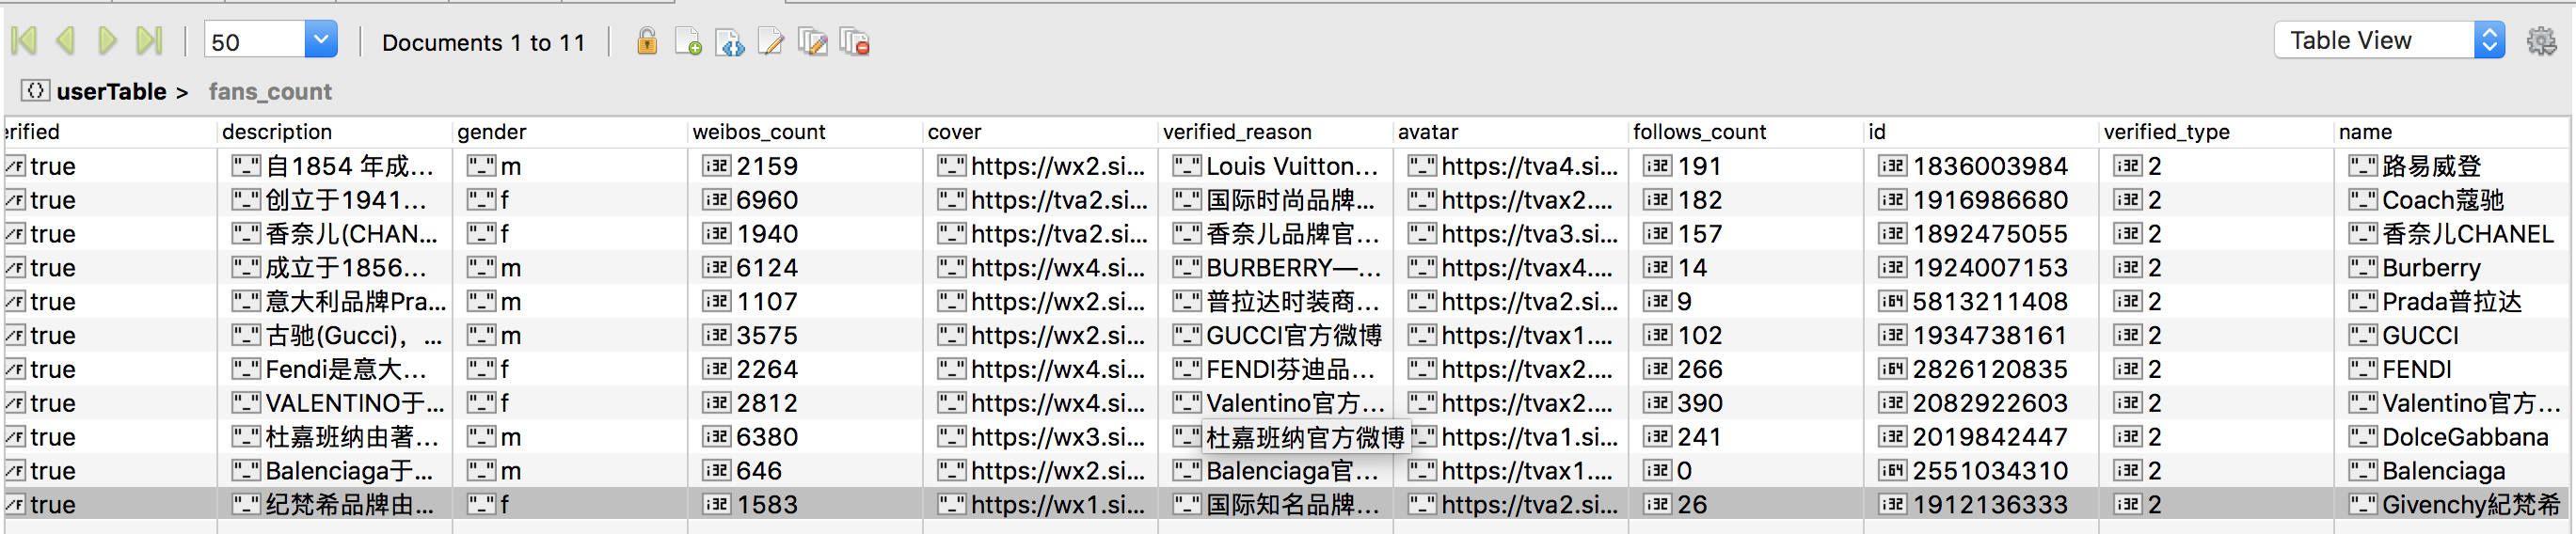 50 Documents 1 to 11 Table View
userTable > fans_count
erified description gender weibos_count cover verified_reason avatar follows_count id verified_type name
true 自1854 年成... m 2159 https://wx2.si... Louis Vuitton... https://tva4.si... 191 1836003984 2 路易威登
true 创立于1941... f 6960 https://tva2.si... 国际时尚品牌... https://tvax2.... 182 1916986680 2 Coach蔻驰
true 香奈儿(CHAN... f 1940 https://tva2.si... 香奈儿品牌官... https://tva3.si... 157 1892475055 2 香奈儿CHANEL
true 成立于1856... m 6124 https://wx4.si... BURBERRY—... https://tvax4.... 14 1924007153 2 Burberry
true 意大利品牌Pra... m 1107 https://wx2.si... 普拉达时装商... https://tva2.si... 9 5813211408 2 Prada普拉达
true 古驰(Gucci)，... m 3575 https://wx2.si... GUCCI官方微博 https://tvax1.... 102 1934738161 2 GUCCI
true Fendi是意大... f 2264 https://wx4.si... FENDI芬迪品... https://tvax2.... 266 2826120835 2 FENDI
true VALENTINO于... f 2812 https://wx4.si... Valentino官方... https://tvax2.... 390 2082922603 2 Valentino官方...
true 杜嘉班纳由著... m 6380 https://wx3.si... 杜嘉班纳官方微博 https://tva1.si... 241 2019842447 2 DolceGabbana
true Balenciaga于... m 646 https://wx2.si... Balenciaga官... https://tvax1.... 0 2551034310 2 Balenciaga
true 纪梵希品牌由... f 1583 https://wx1.si... 国际知名品牌... https://tva2.si... 26 1912136333 2 Givenchy紀梵希